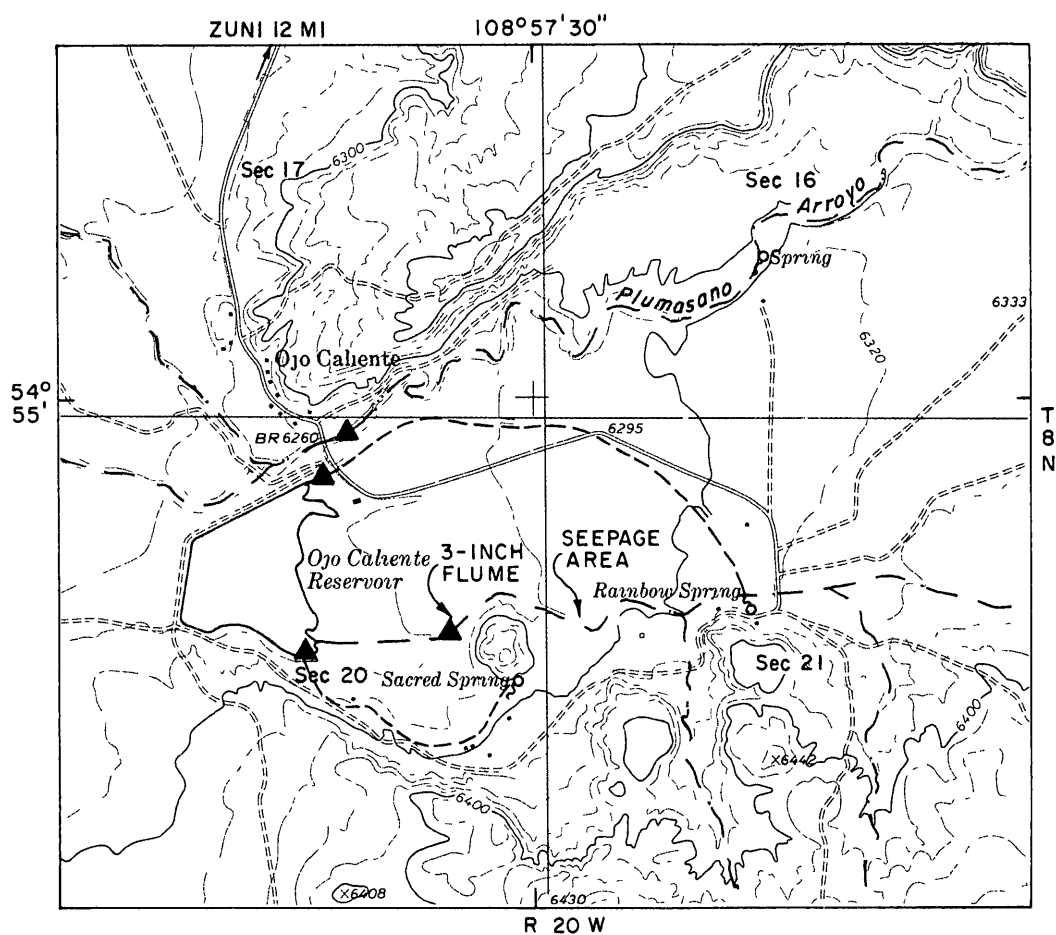 ZUNI 12 MI
108°57'30"
Sec 17
6300
Sec 16
Arroyo
Spring
Plumasano
6333
6320
Ojo Caliente
54°
55'
T
8
N
BR 6260
6295
Ojo Caliente
Reservoir
3-INCH
FLUME
SEEPAGE
AREA
Rainbow Spring
Sec 20
Sacred Spring
Sec 21
6400
X6442
6400
X6408
6430
R 20 W